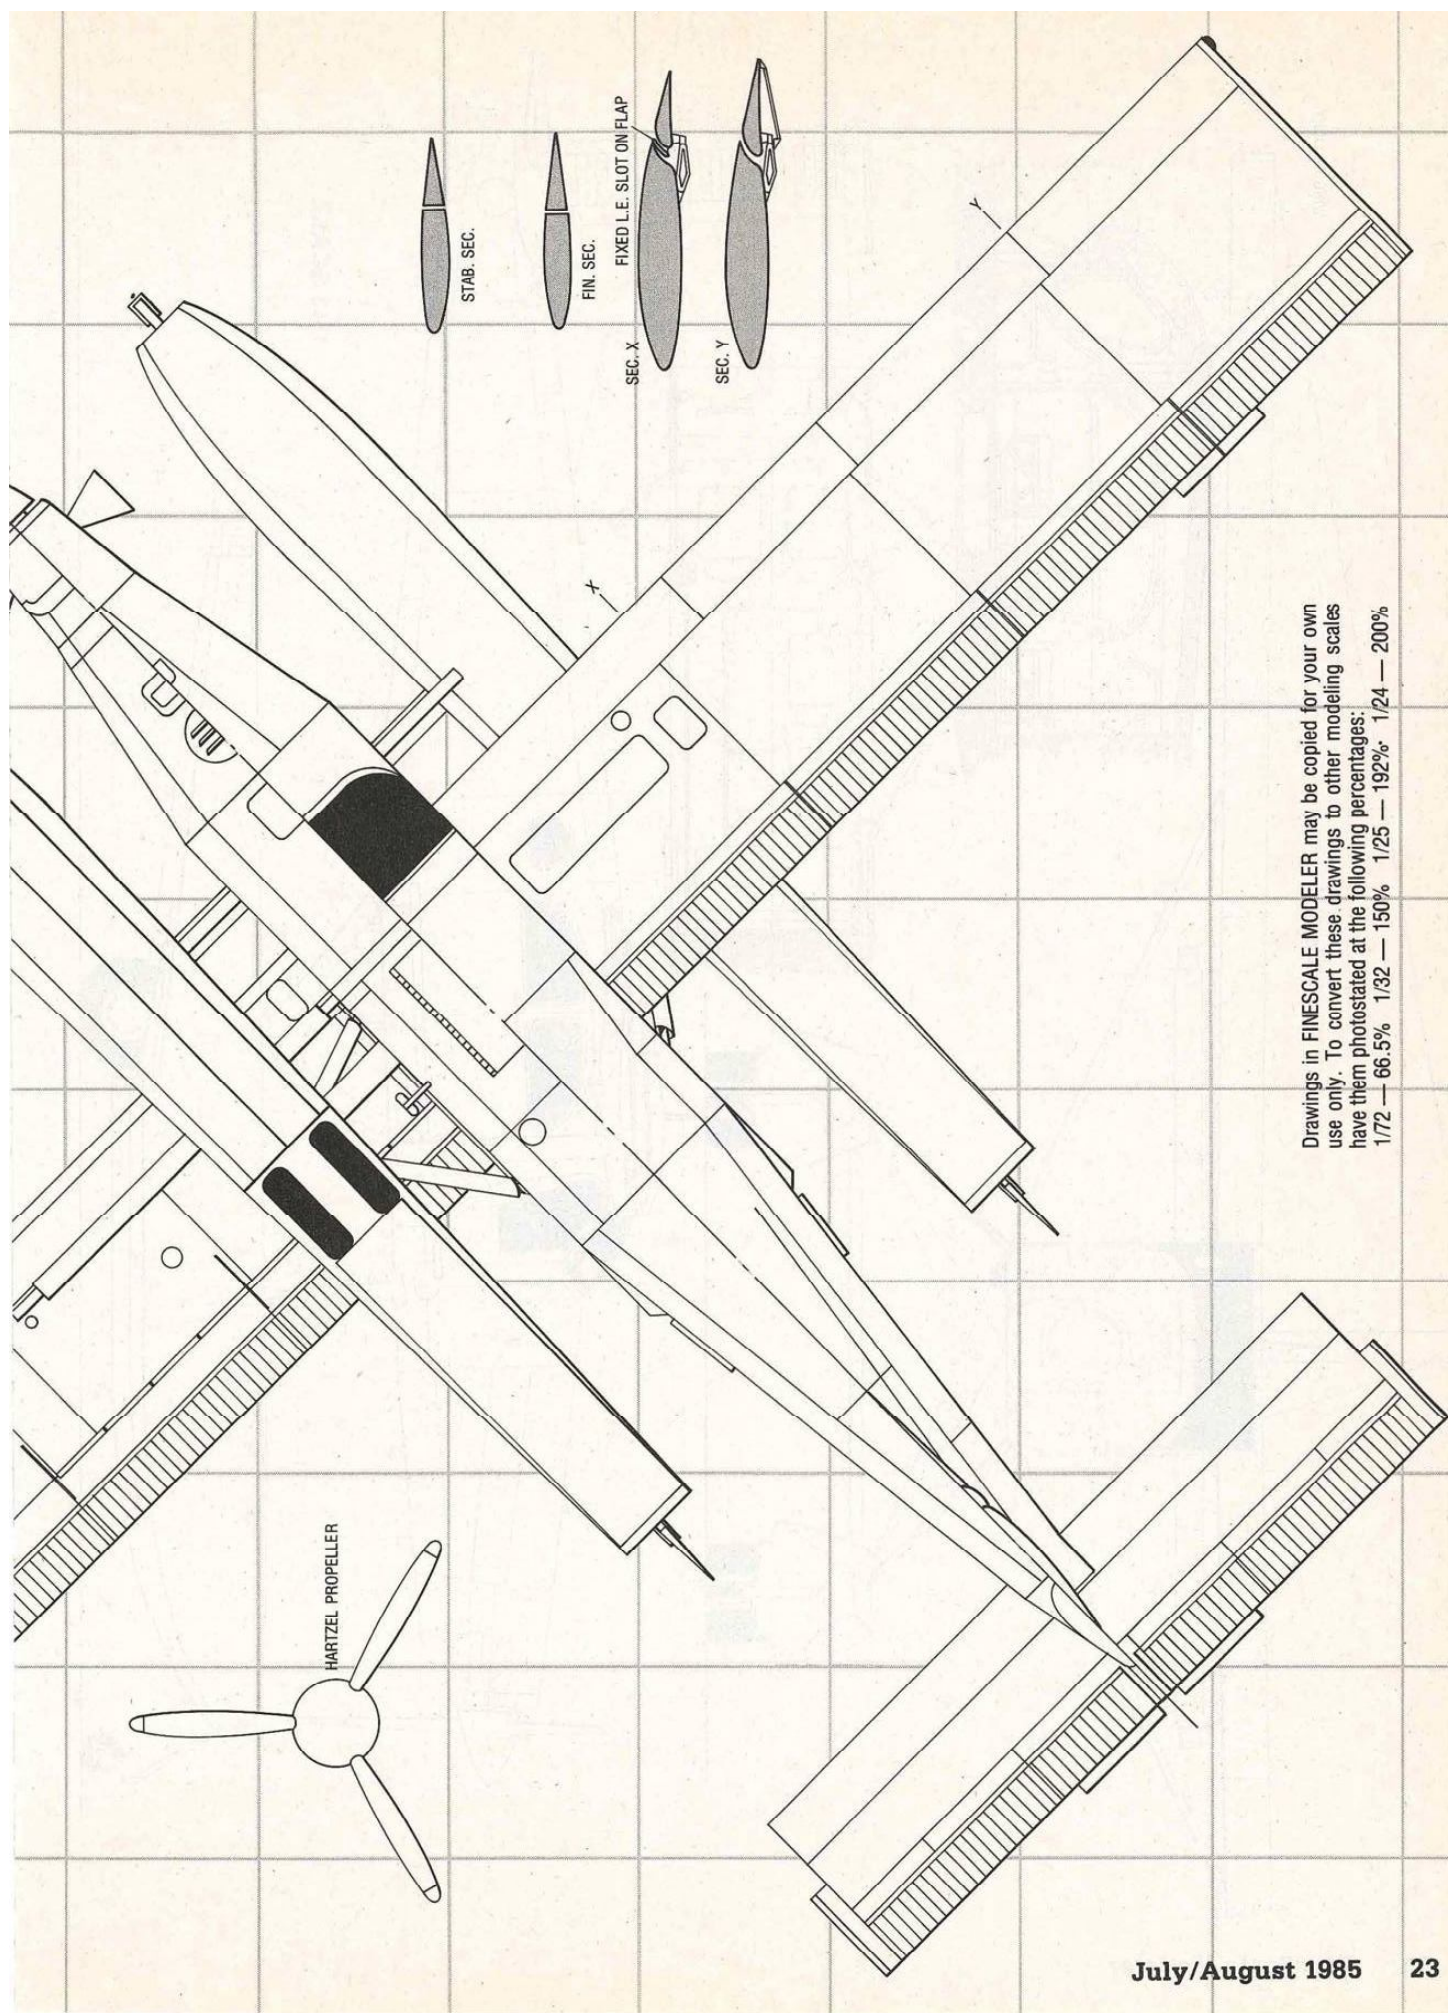 STAB. SEC.
FIN. SEC.
FIXED L.E. SLOT ON FLAP
SEC. X
SEC. Y
X
Y
HARTZEL PROPELLER
Drawings in FINESCALE MODELER may be copied for your own
use only. To convert these drawings to other modeling scales
have them photostated at the following percentages:
1/72 — 66.5% 1/32 — 150% 1/25 — 192% 1/24 — 200%
July/August 1985 23